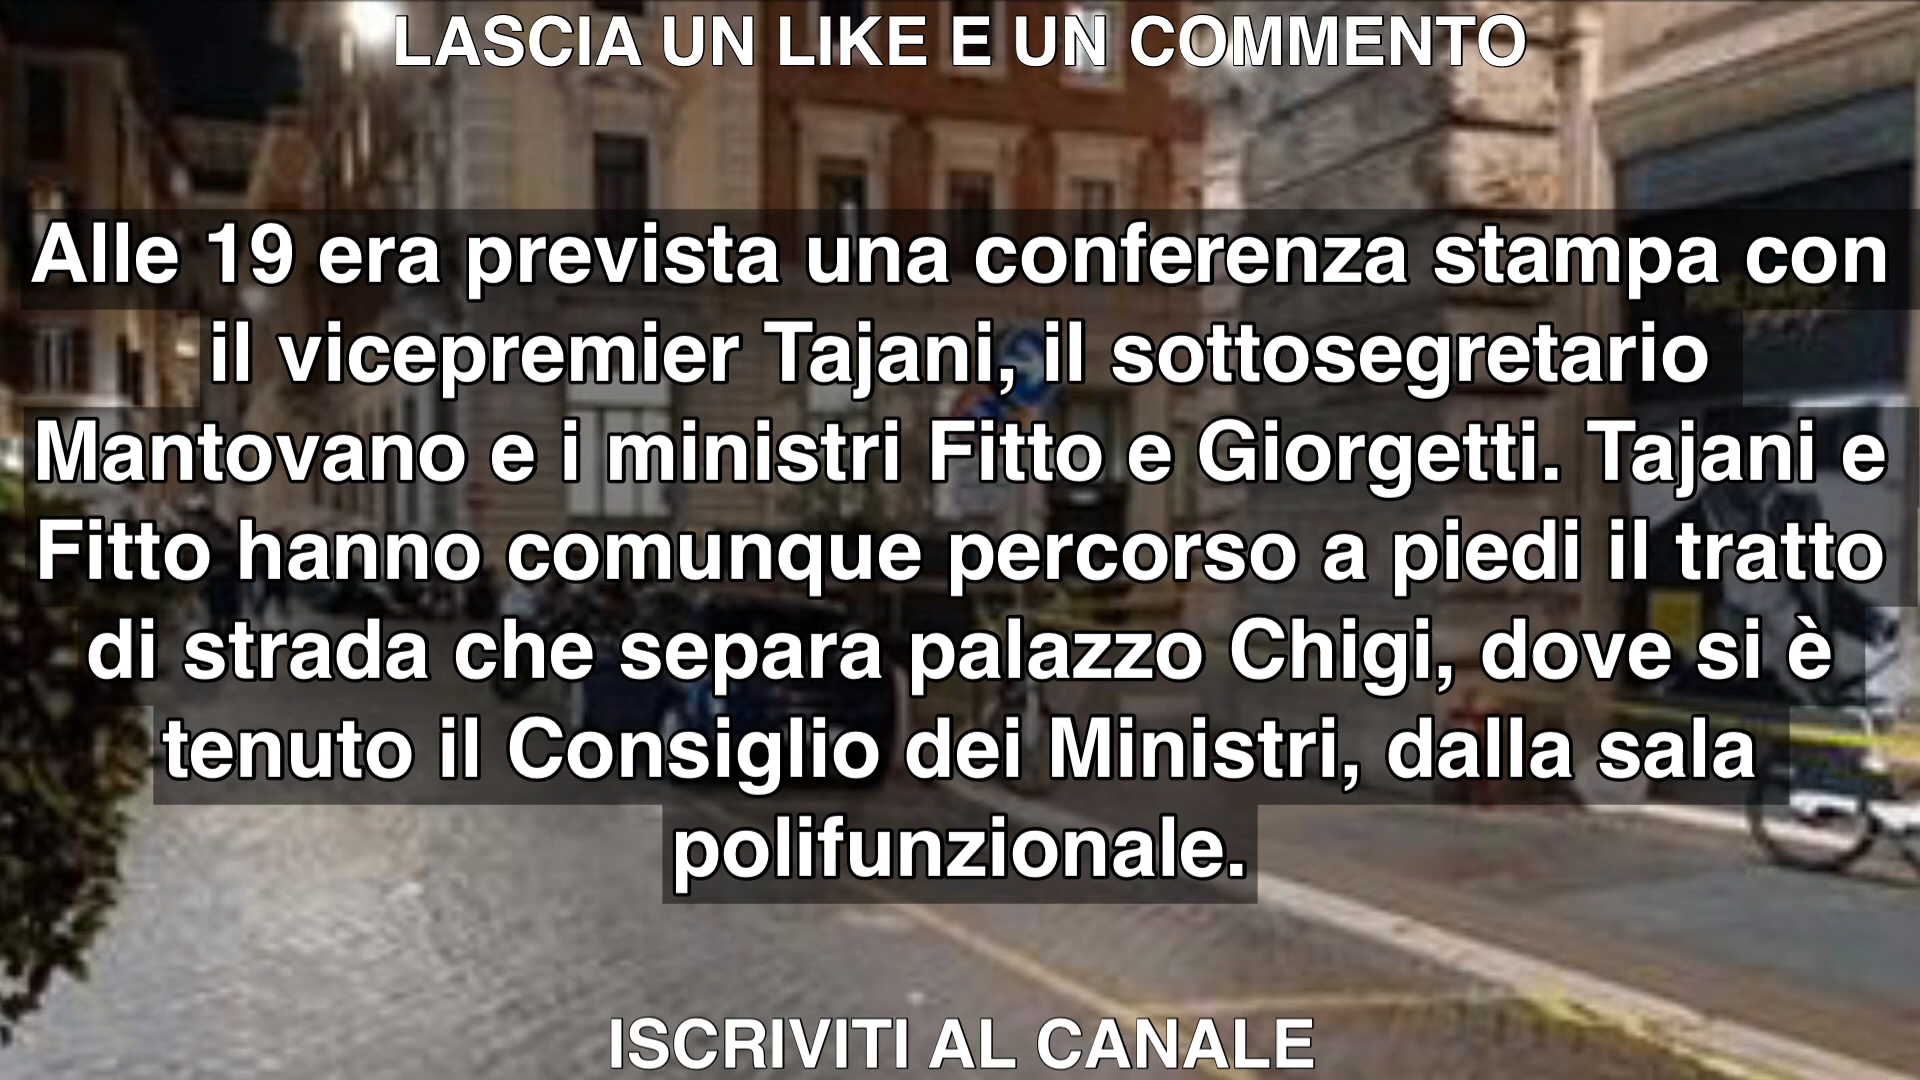 LASCIA UN LIKE E UN COMMENTO
Alle 19 era prevista una conferenza stampa con
il vicepremier Tajani, il sottosegretario
Mantovano e i ministri Fitto e Giorgetti. Tajani e
Fitto hanno comunque percorso a piedi il tratto
di strada che separa palazzo Chigi, dove si è
tenuto il Consiglio dei Ministri, dalla sala
polifunzionale.
ISCRIVITI AL CANALE